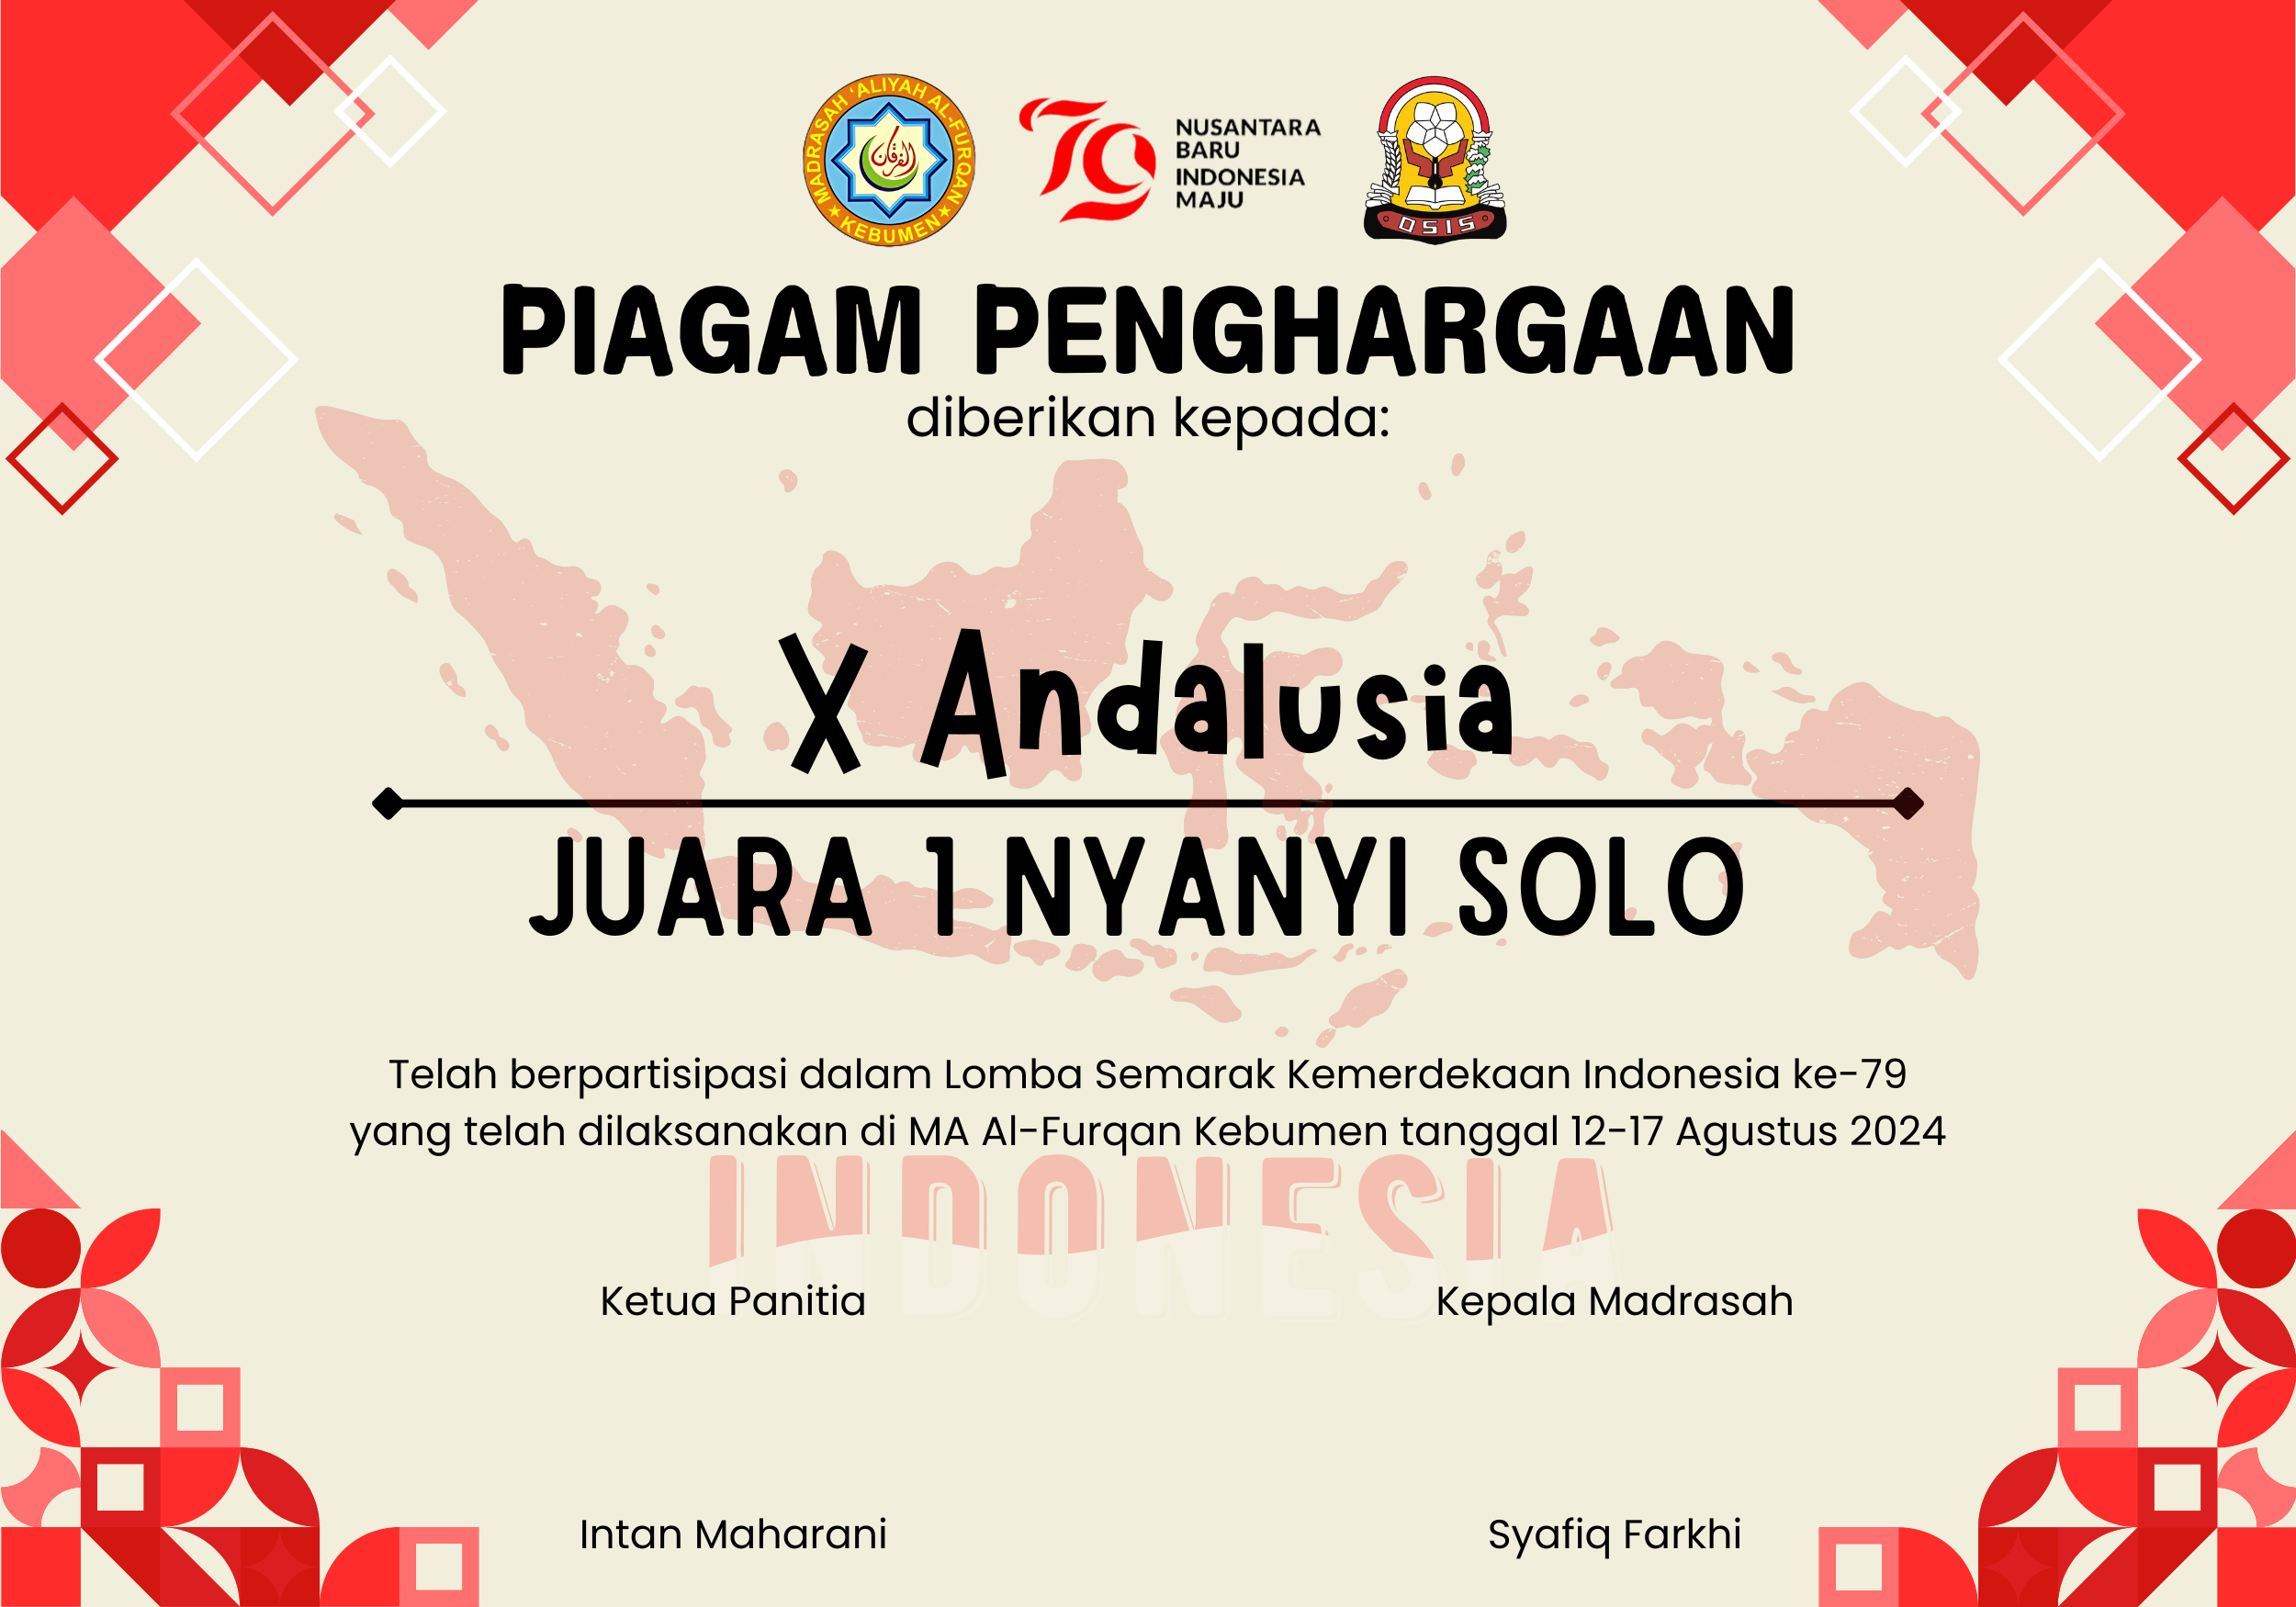 MADRASAH 'ALIYAH AL-FURQAN
KEBUMEN
الفرقان
79
NUSANTARA
BARU
INDONESIA
MAJU
OSIS
PIAGAM PENGHARGAAN
diberikan kepada:
X Andalusia
JUARA 1 NYANYI SOLO
Telah berpartisipasi dalam Lomba Semarak Kemerdekaan Indonesia ke-79
yang telah dilaksanakan di MA Al-Furqan Kebumen tanggal 12-17 Agustus 2024
INDONESIA
Ketua Panitia
Kepala Madrasah
Intan Maharani
Syafiq Farkhi